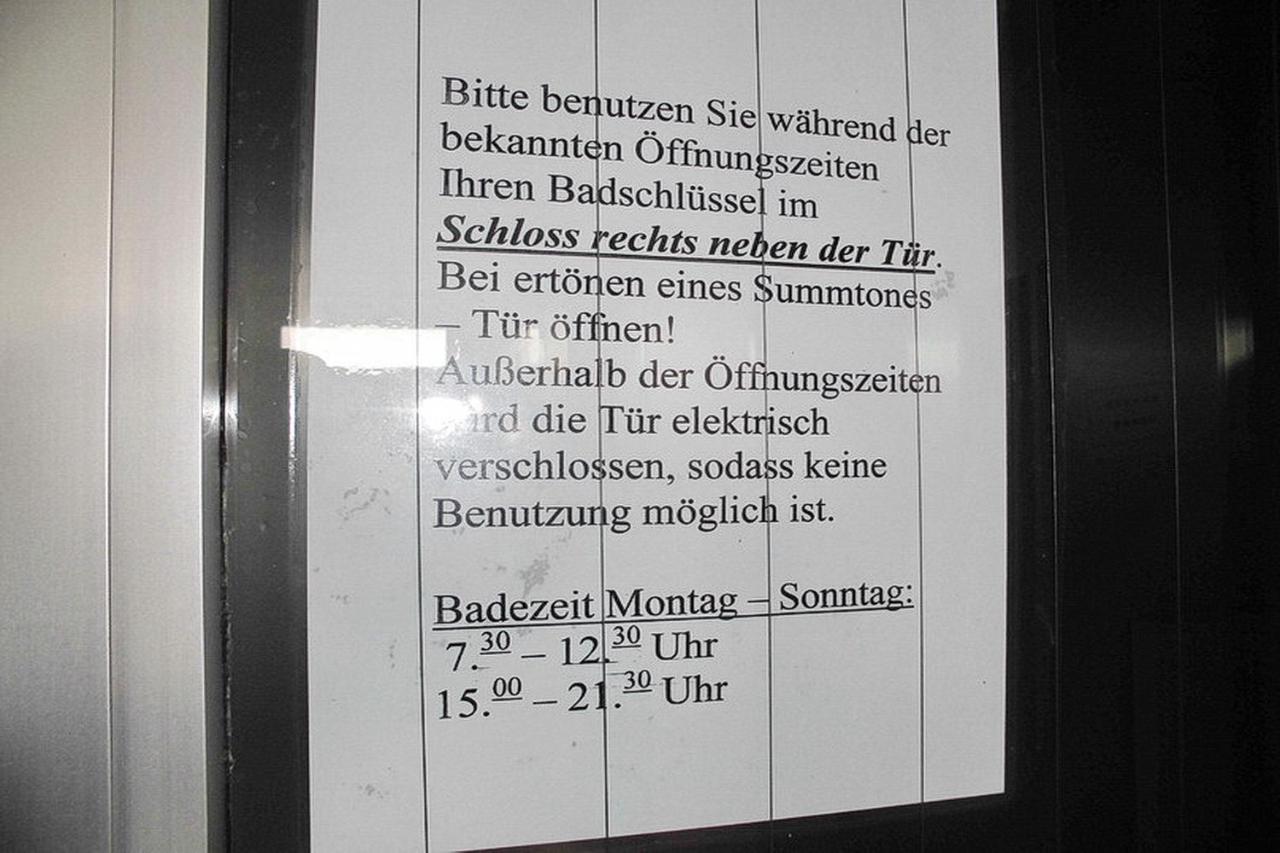 Bitte benutzen Sie während der
bekannten Öffnungszeiten
Ihren Badschlüssel im
Schloss rechts neben der Tür.
Bei ertönen eines Summtones
– Tür öffnen!
Außerhalb der Öffnungszeiten
wird die Tür elektrisch
verschlossen, sodass keine
Benutzung möglich ist.
Badezeit Montag – Sonntag:
7.30 – 12.30 Uhr
15.00 – 21.30 Uhr